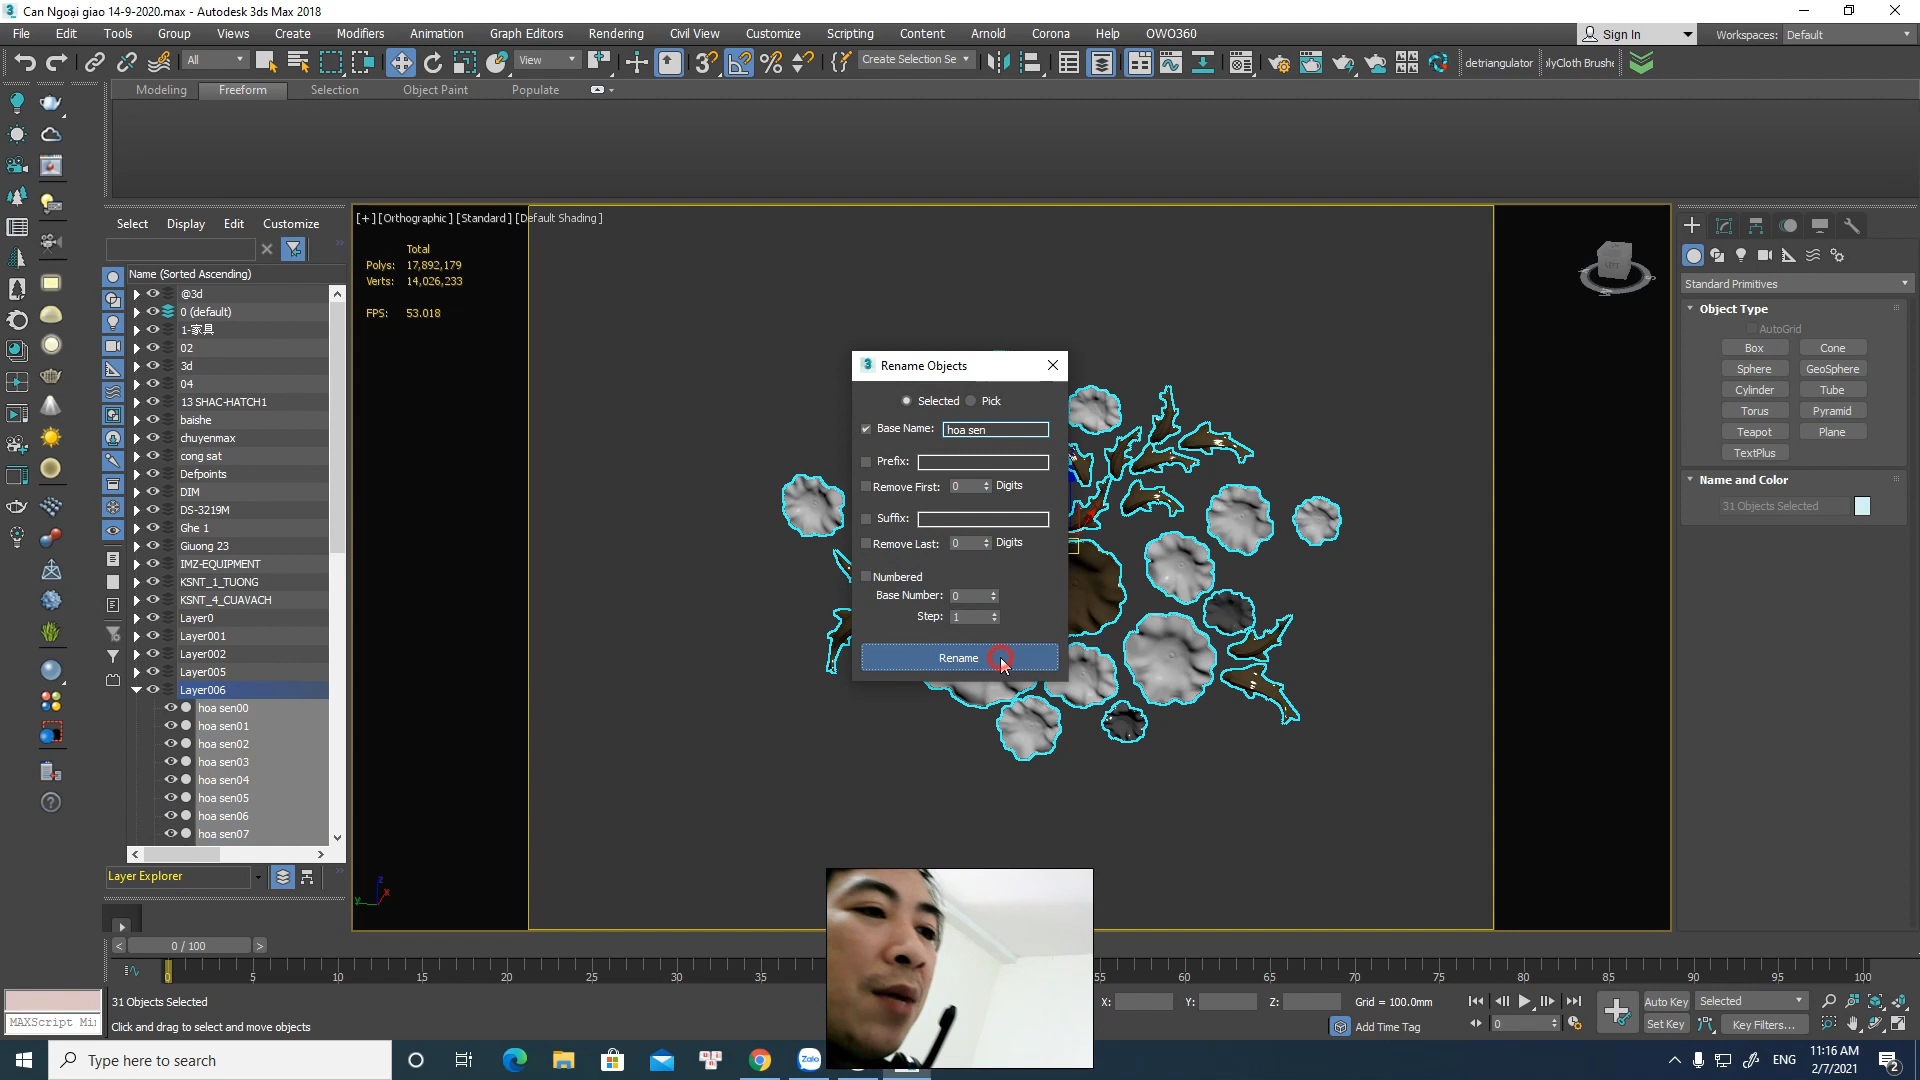 Can Ngoại giao 14-9-2020.max - Autodesk 3ds Max 2018
File Edit Tools Group Views Create Modifiers Animation Graph Editors Rendering Civil View Customize Scripting Content Arnold Corona Help OWO360
Sign In Workspaces: Default
All View Create Selection Se detriangulator
Modeling Freeform Selection Object Paint Populate
Select Display Edit Customize
Name (Sorted Ascending)
@3d
0 (default)
1-家具
02
3d
04
13 SHAC-HATCH1
baishe
chuyenmax
cong sat
Defpoints
DIM
DS-3219M
Ghe 1
Giuong 23
IMZ-EQUIPMENT
KSNT_1_TUONG
KSNT_4_CUAVACH
Layer0
Layer001
Layer002
Layer005
Layer006
hoa sen00
hoa sen01
hoa sen02
hoa sen03
hoa sen04
hoa sen05
hoa sen06
hoa sen07
Layer Explorer
[+] [Orthographic ] [Standard ] [Default Shading ]
Total
Polys: 17,892,179
Verts: 14,026,233
FPS: 53.018
Rename Objects
Selected Pick
Base Name: hoa sen
Prefix:
Remove First: 0 Digits
Suffix:
Remove Last: 0 Digits
Numbered
Base Number: 0
Step: 1
Rename
Standard Primitives
Object Type
AutoGrid
Box Cone
Sphere GeoSphere
Cylinder Tube
Torus Pyramid
Teapot Plane
TextPlus
Name and Color
31 Objects Selected
0 / 100
0 5 10 15 20 25 30 35 55 60 65 70 75 80 85 90 95 100
31 Objects Selected
MAXScript Mi
Click and drag to select and move objects
X: Y: Z: Grid = 100.0mm
Add Time Tag
Auto Key Selected
0 Set Key Key Filters...
Type here to search
Zalo
ENG
11:16 AM
2/7/2021
2